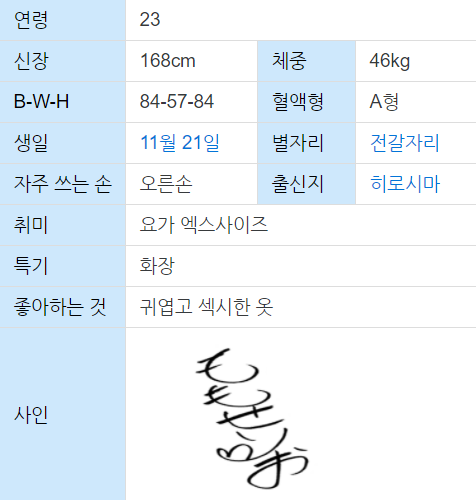 연령 23
신장 168cm 체중 46kg
B-W-H 84-57-84 혈액형 A형
생일 11월 21일 별자리 전갈자리
자주 쓰는 손 오른손 출신지 히로시마
취미 요가 엑스사이즈
특기 화장
좋아하는 것 귀엽고 섹시한 옷
사인